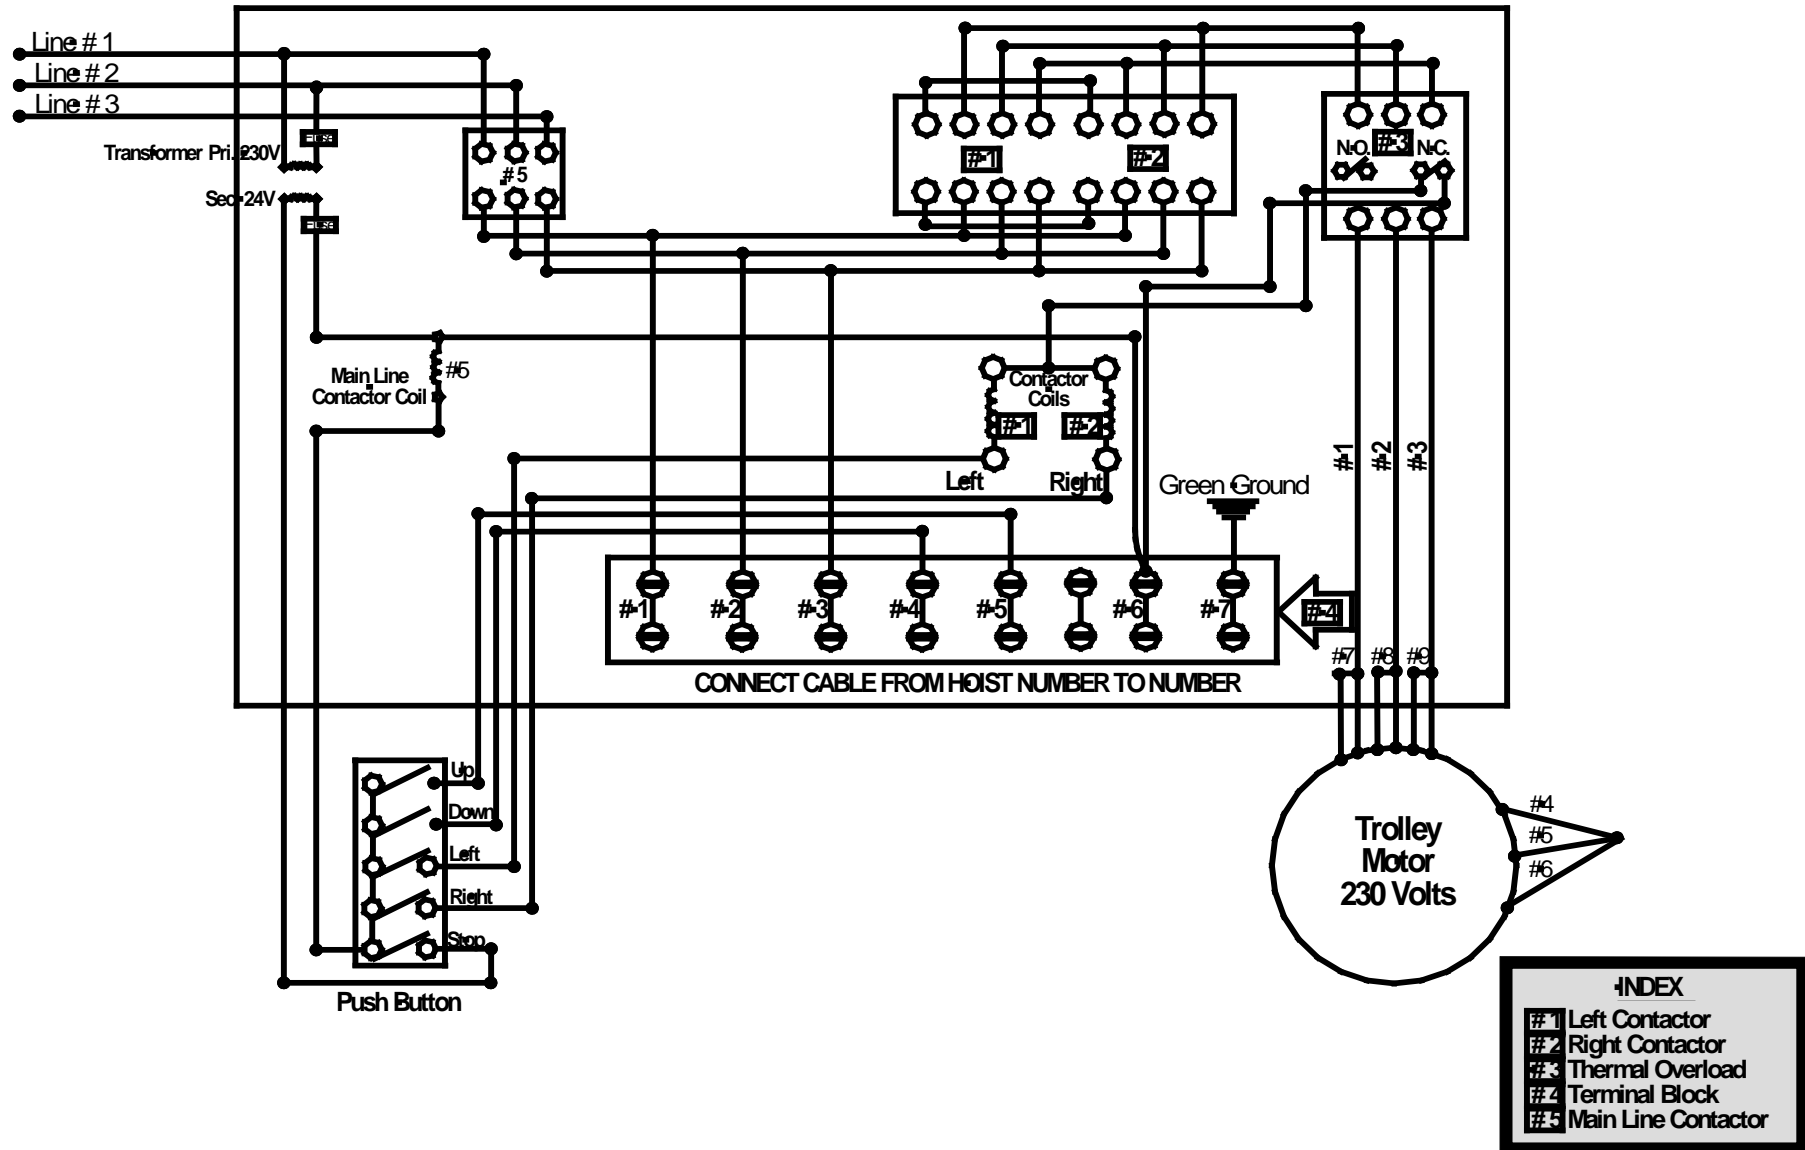 Line # 1
Line # 2
Line # 3
Fuse
Transformer Pri. 230V
Sec. 24V
Fuse
# 5
# 1
# 2
N.O.
# 3
N.C.
Main Line
Contactor Coil
#5
Contactor
Coils
# 1
# 2
Left
Right
Green Ground
# 1
# 2
# 3
# 1
# 2
# 3
# 4
# 5
# 6
# 7
# 4
CONNECT CABLE FROM HOIST NUMBER TO NUMBER
#7
#8
#9
Up
Down
Left
Right
Stop
Push Button
Trolley
Motor
230 Volts
#4
#5
#6
INDEX
# 1 Left Contactor
# 2 Right Contactor
# 3 Thermal Overload
# 4 Terminal Block
# 5 Main Line Contactor